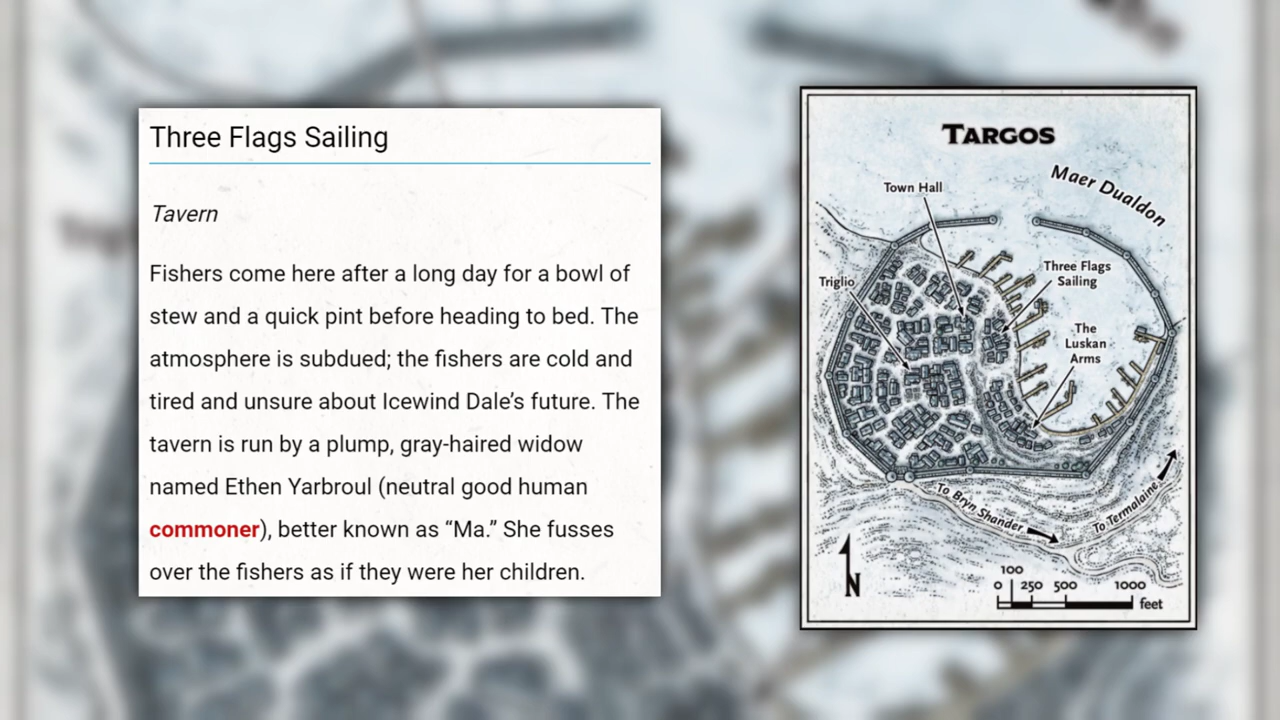 Three Flags Sailing
Tavern
Fishers come here after a long day for a bowl of
stew and a quick pint before heading to bed. The
atmosphere is subdued; the fishers are cold and
tired and unsure about Icewind Dale’s future. The
tavern is run by a plump, gray-haired widow
named Ethen Yarbroul (neutral good human
commoner), better known as “Ma.” She fusses
over the fishers as if they were her children.
TARGOS
Maer Dualdon
Town Hall
Three Flags
Sailing
Triglio
The
Luskan
Arms
To Bryn Shander
To Termalaine
N
100
0 250 500 1000
feet